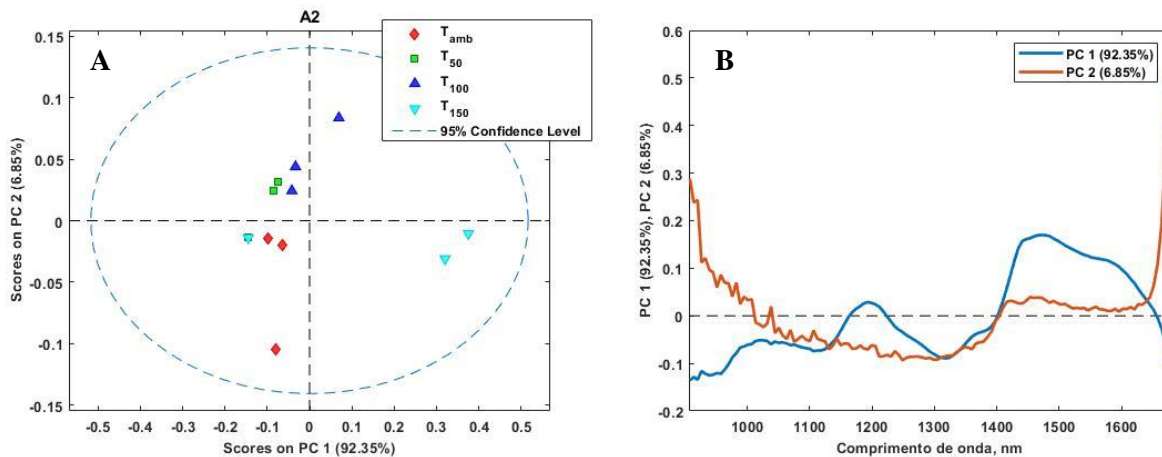 A2
A
T_amb
T_50
T_100
T_150
95% Confidence Level
Scores on PC 2 (6.85%)
0.15
0.1
0.05
0
-0.05
-0.1
-0.15
-0.5 -0.4 -0.3 -0.2 -0.1 0 0.1 0.2 0.3 0.4 0.5
Scores on PC 1 (92.35%)
B
PC 1 (92.35%)
PC 2 (6.85%)
PC 1 (92.35%), PC 2 (6.85%)
0.6
0.5
0.4
0.3
0.2
0.1
0
-0.1
-0.2
1000 1100 1200 1300 1400 1500 1600
Comprimento de onda, nm